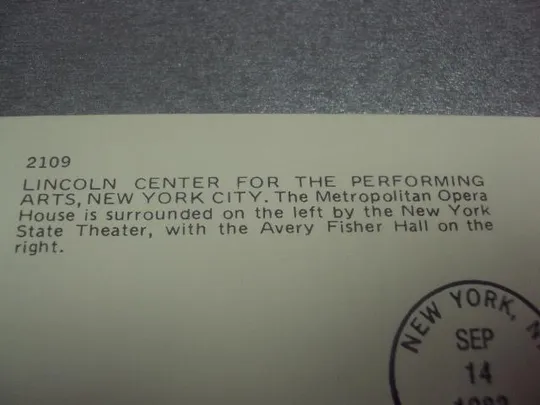 2109
LINCOLN CENTER FOR THE PERFORMING
ARTS, NEW YORK CITY. The Metropolitan Opera
House is surrounded on the left by the New York
State Theater, with the Avery Fisher Hall on the
right.
NEW YORK,
SEP
14